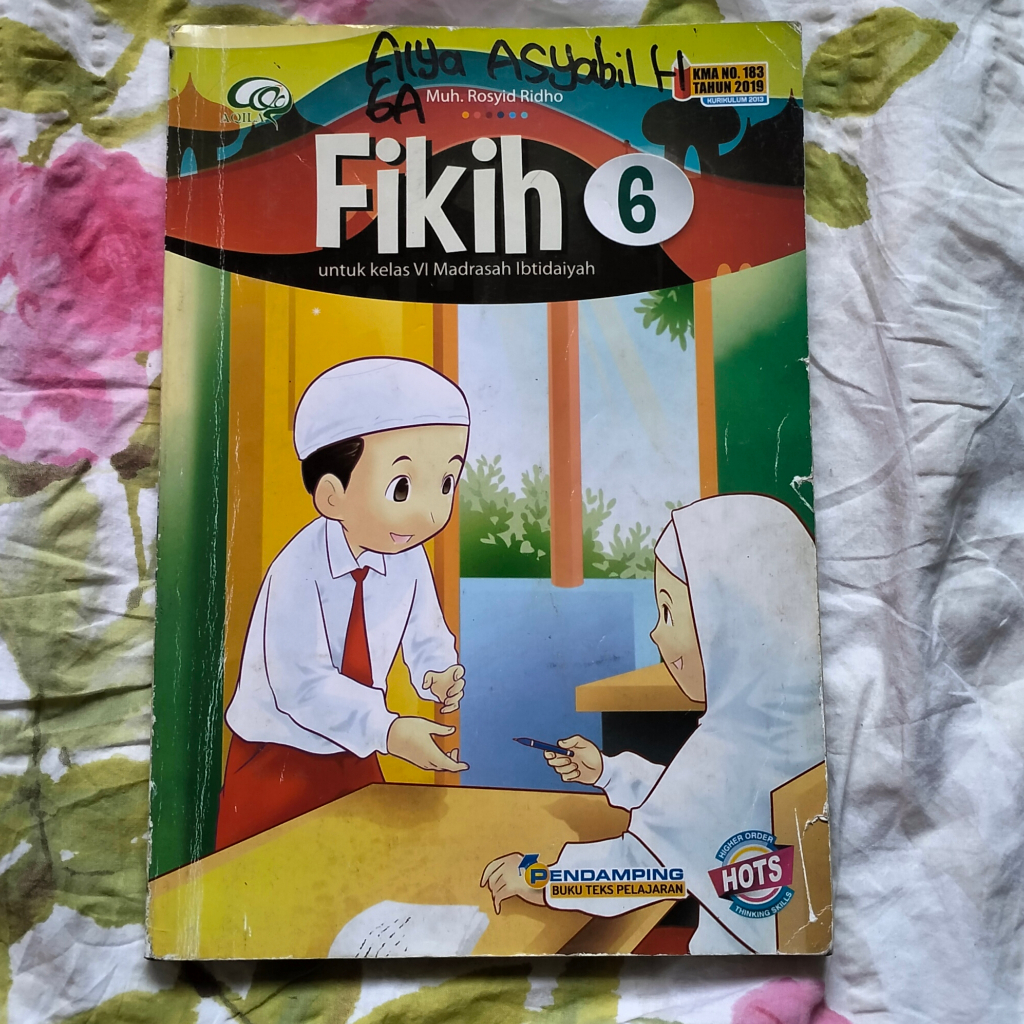 Eilya Asyabil H
6A
AQILA
Muh. Rosyid Ridho
KMA NO. 183
TAHUN 2019
KURIKULUM 2013
Fikih 6
untuk kelas VI Madrasah Ibtidaiyah
PENDAMPING
BUKU TEKS PELAJARAN
HIGHER ORDER
HOTS
THINKING SKILLS